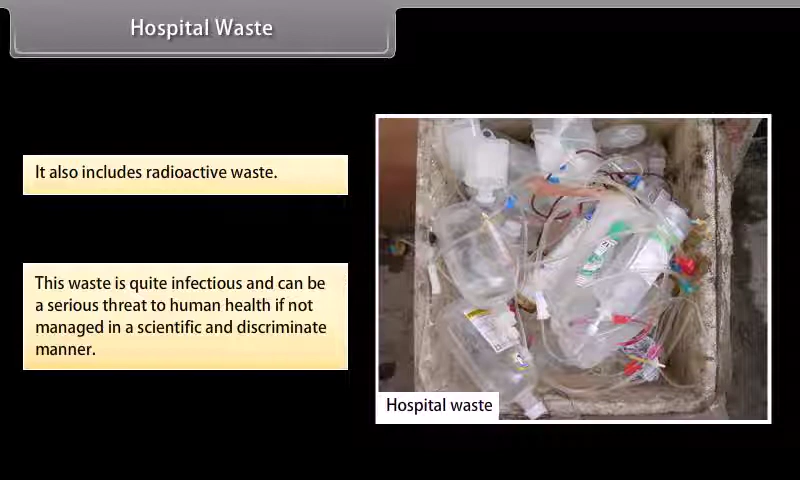 Hospital Waste
It also includes radioactive waste.
This waste is quite infectious and can be
a serious threat to human health if not
managed in a scientific and discriminate
manner.
Hospital waste